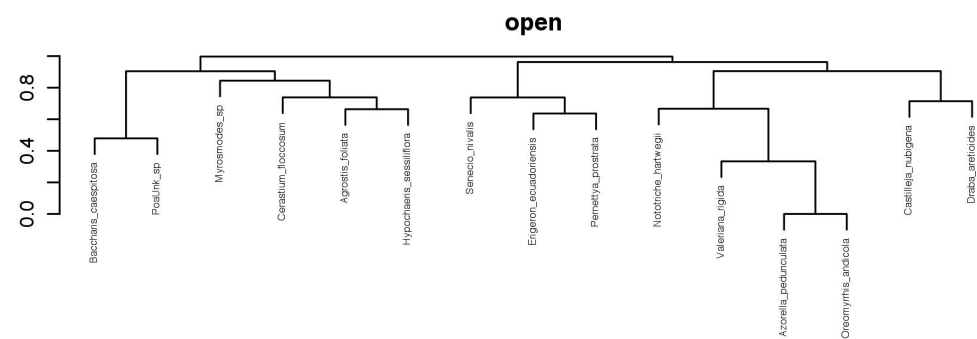 open
0.8
0.4
0.0
Baccharis_caespitosa
PoaUnk_sp
Myrosmodes_sp
Cerastium_floccosum
Agrostis_foliata
Hypochaeris_sessiliflora
Senecio_nivalis
Erigeron_ecuadoriensis
Pernettya_prostrata
Nototriche_hartwegii
Valeriana_rigida
Azorella_pedunculata
Oreomyrrhis_andicola
Castilleja_nubigena
Draba_aretioides